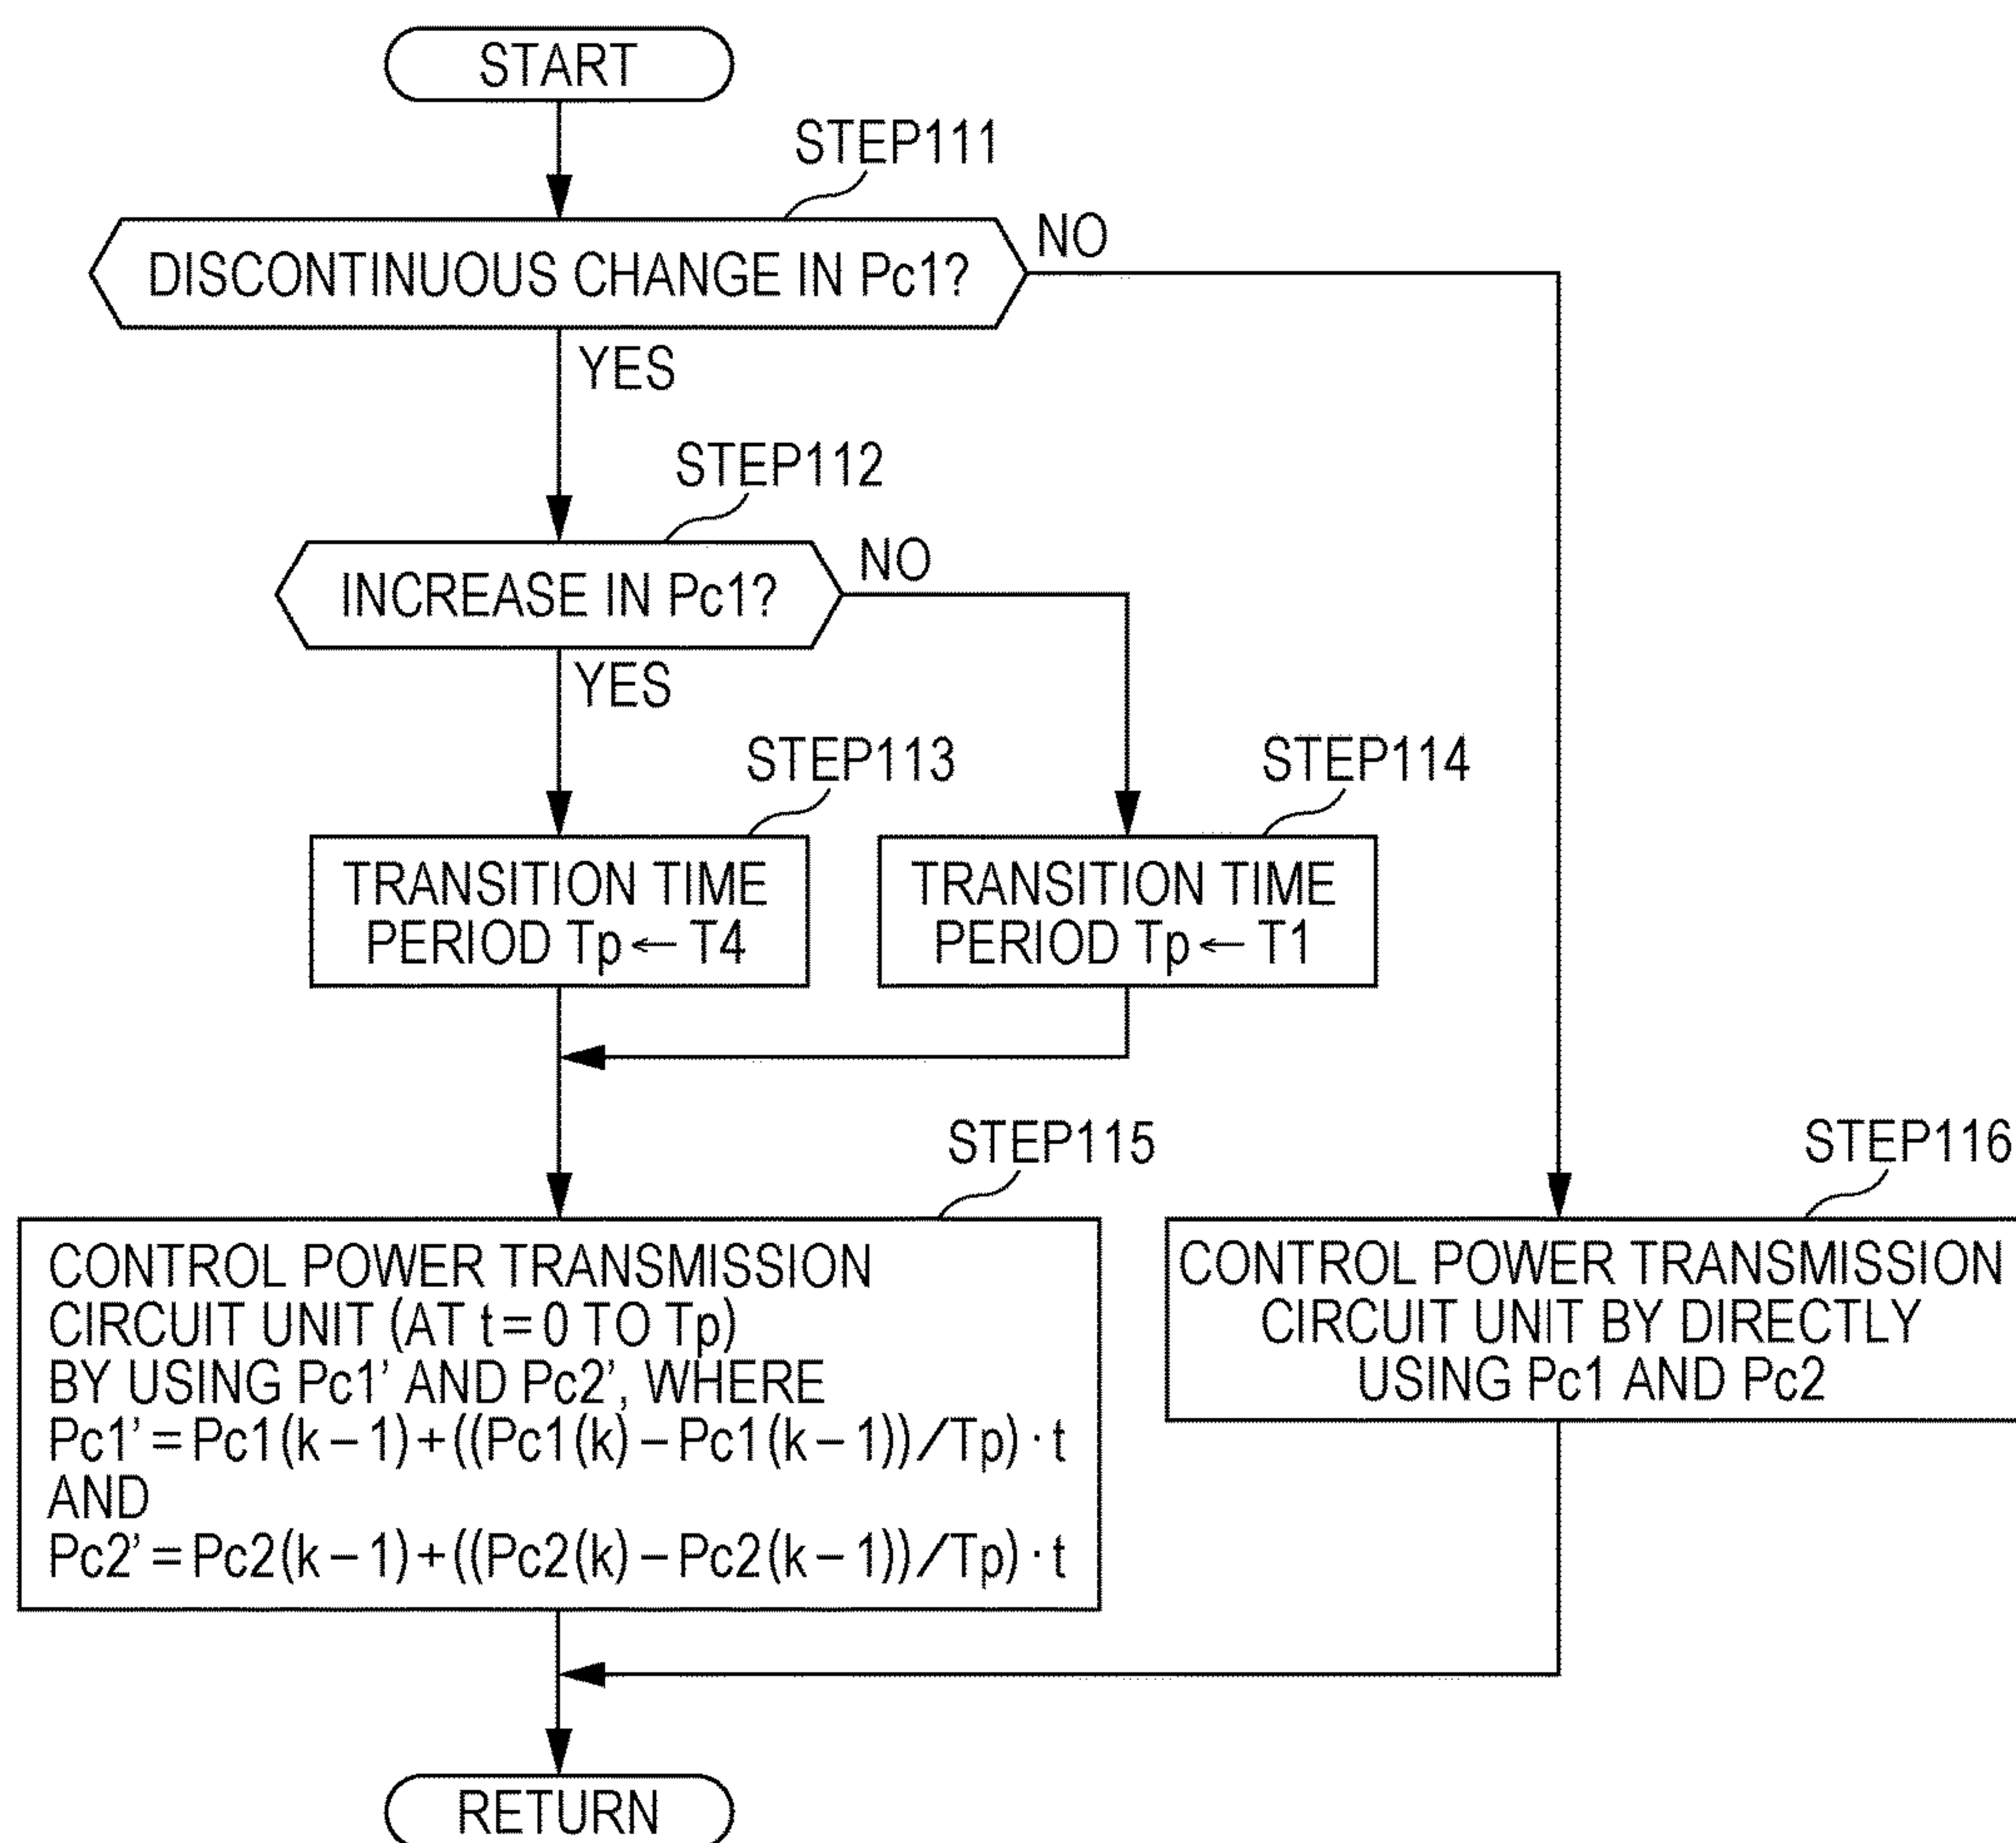 START
STEP111
DISCONTINUOUS CHANGE IN Pc1?
NO
YES
STEP112
INCREASE IN Pc1?
NO
YES
STEP113
TRANSITION TIME
PERIOD Tp ← T4
STEP114
TRANSITION TIME
PERIOD Tp ← T1
STEP115
CONTROL POWER TRANSMISSION
CIRCUIT UNIT (AT t = 0 TO Tp)
BY USING Pc1' AND Pc2', WHERE
Pc1' = Pc1(k – 1) + ((Pc1(k) – Pc1(k – 1))/Tp) · t
AND
Pc2' = Pc2(k – 1) + ((Pc2(k) – Pc2(k – 1))/Tp) · t
STEP116
CONTROL POWER TRANSMISSION
CIRCUIT UNIT BY DIRECTLY
USING Pc1 AND Pc2
RETURN